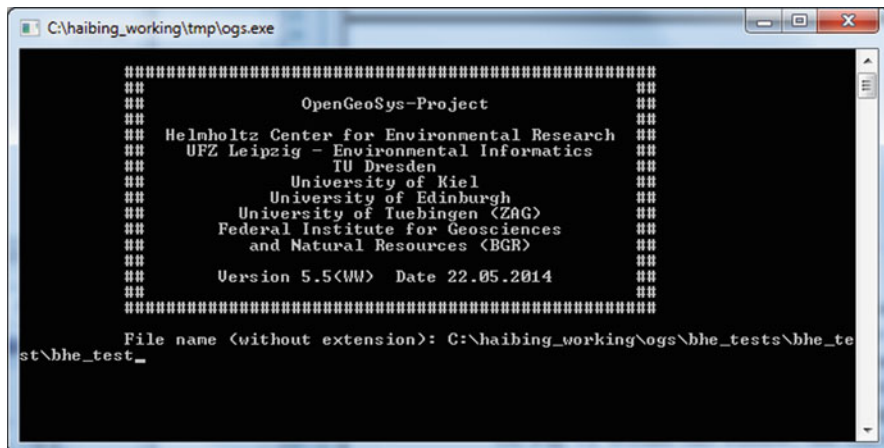 C:\haibing_working\tmp\ogs.exe
###################################################
## ##
## OpenGeoSys-Project ##
## ##
## Helmholtz Center for Environmental Research ##
## UFZ Leipzig - Environmental Informatics ##
## TU Dresden ##
## University of Kiel ##
## University of Edinburgh ##
## University of Tuebingen (ZAG) ##
## Federal Institute for Geosciences ##
## and Natural Resources (BGR) ##
## ##
## Version 5.5(WW) Date 22.05.2014 ##
## ##
###################################################
File name (without extension): C:\haibing_working\ogs\bhe_tests\bhe_te
st\bhe_test_